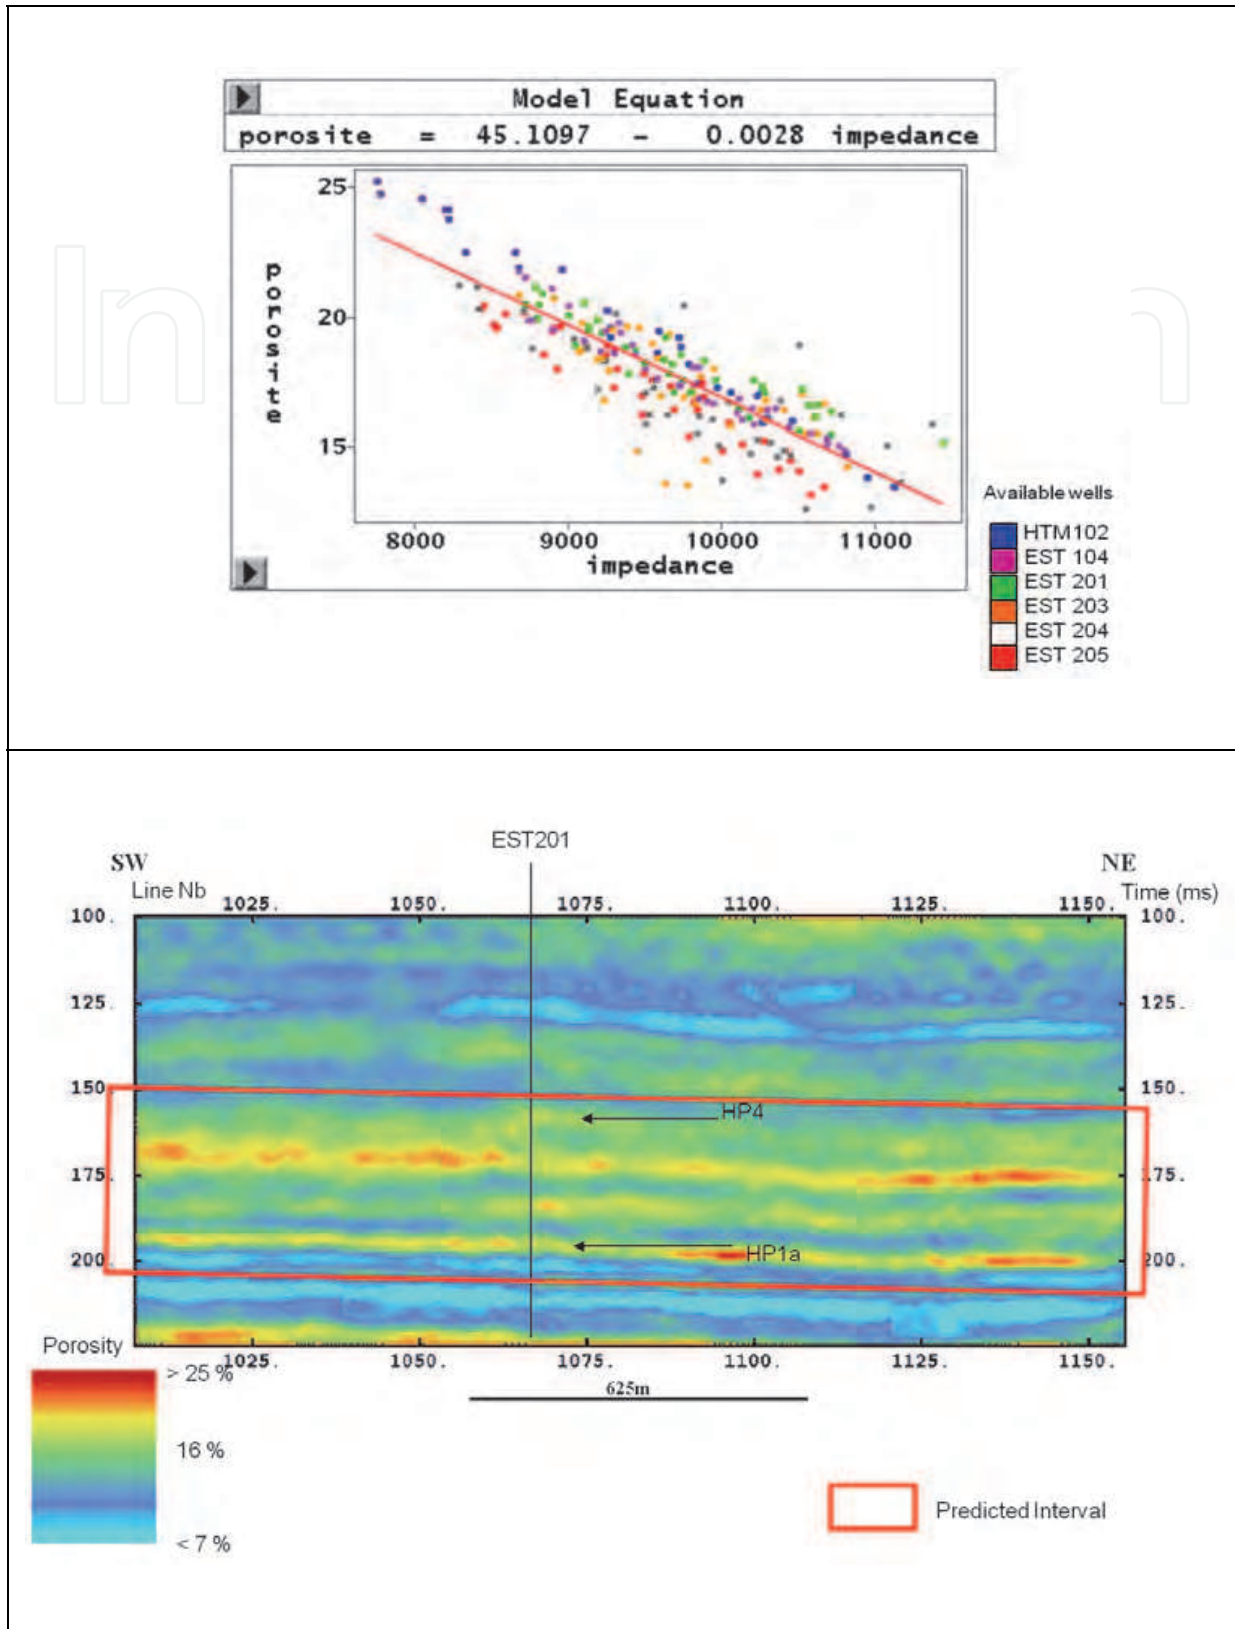 Model Equation
porosite = 45.1097 - 0.0028 impedance
25
20
15
porosite
8000 9000 10000 11000
impedance
Available wells
HTM102
EST 104
EST 201
EST 203
EST 204
EST 205
EST201
SW NE
Line Nb Time (ms)
1025. 1050. 1075. 1100. 1125. 1150.
100. 100.
125. 125.
150. 150.
HP4
175. 175.
HP1a
200. 200.
1025. 1050. 1075. 1100. 1125. 1150.
625m
Porosity
> 25 %
16 %
< 7 %
Predicted Interval